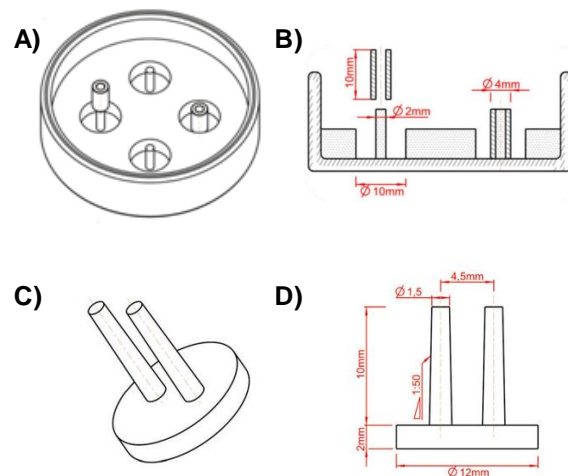 A)
B)
10mm
Ø 4mm
Ø 2mm
Ø 10mm
C)
D)
4,5mm
Ø 1,5
10mm
1:50
2mm
Ø 12mm